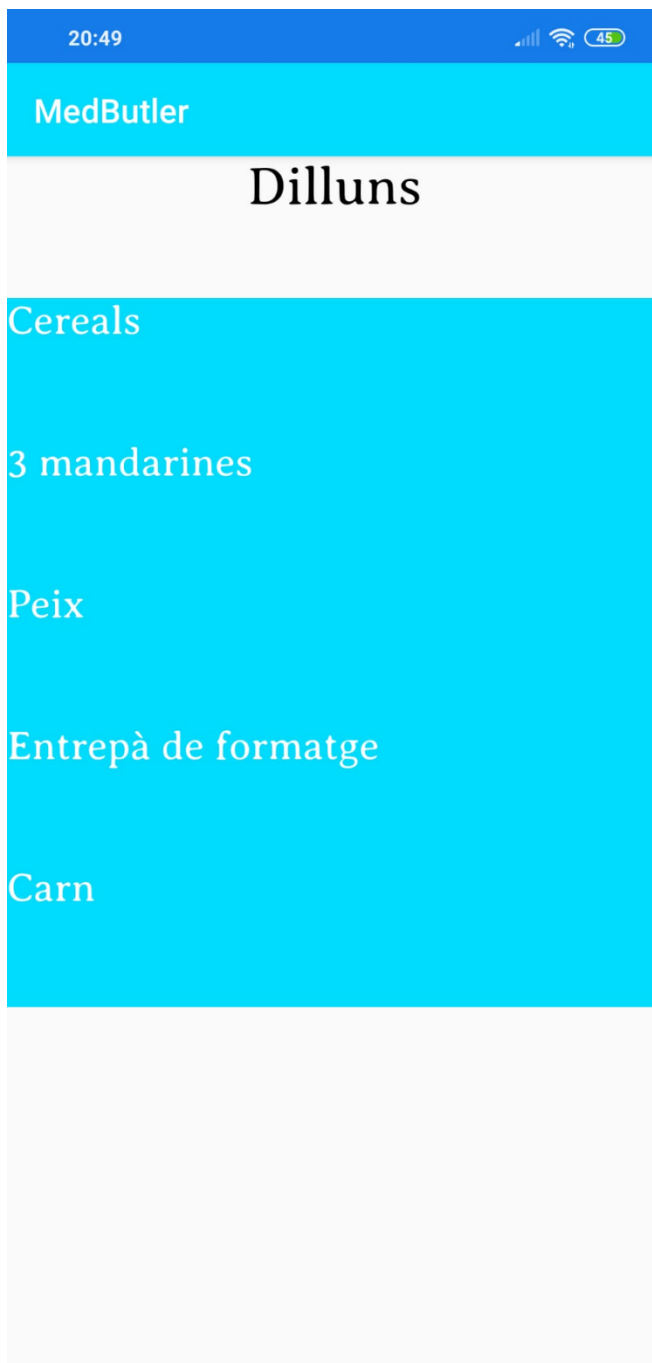 20:49
45
MedButler
Dilluns
Cereals
3 mandarines
Peix
Entrepà de formatge
Carn